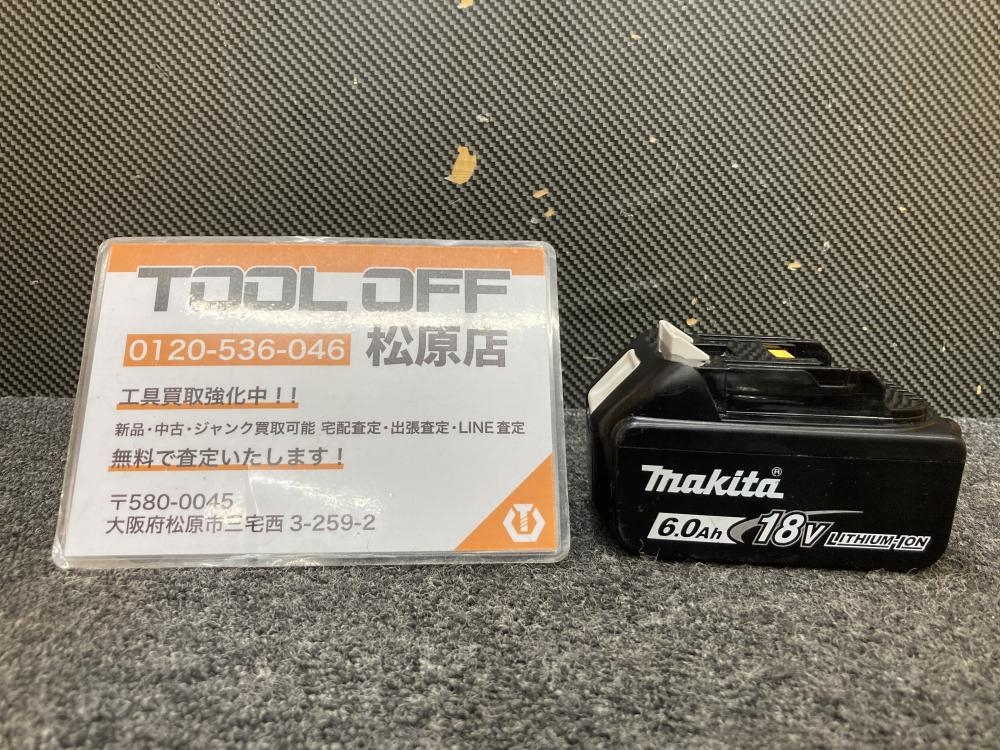 TOOL OFF
0120-536-046 松原店
工具買取強化中!!
新品・中古・ジャンク買取可能 宅配査定・出張査定・LINE査定
無料で査定いたします!
〒580-0045
大阪府松原市三宅西 3-259-2
makita®
6.0Ah 18V LITHIUM-ION